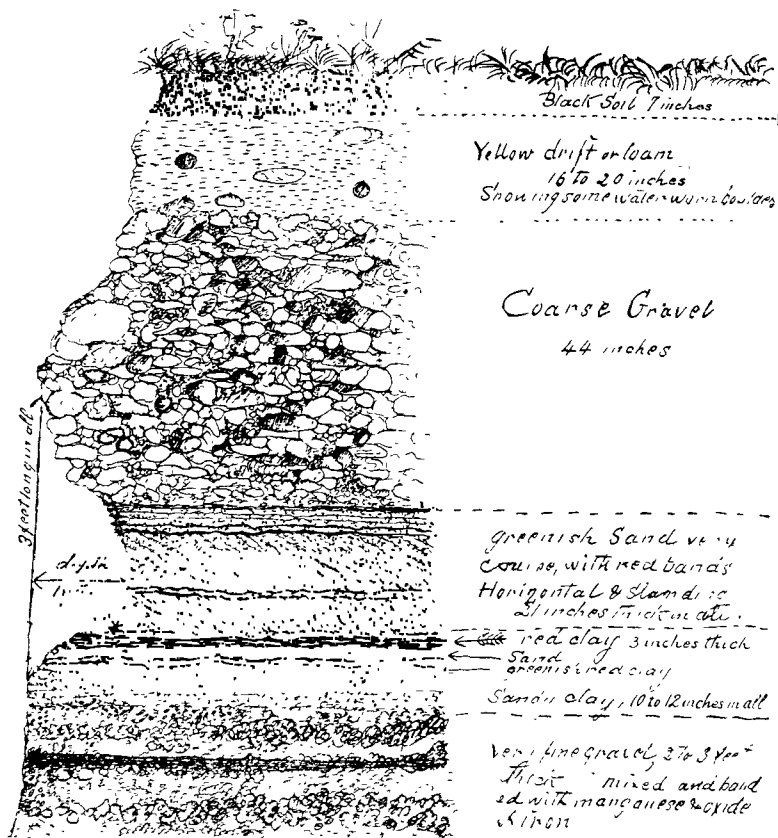 Black Soil 7 inches
Yellow drift or loam
16 to 20 inches
Showing some water worn
Coarse Gravel
44 inches
3 feet long in all
greenish Sand very
coarse, with red bands
Horizontal &
21 inches thick in all.
depth
red clay 3 inches thick
Sand
greenish red clay
Sandy clay, 10 to 12 inches in all
Very fine gravel, 2 to 3 feet
thick mixed and band
ed with manganese & oxide
of iron